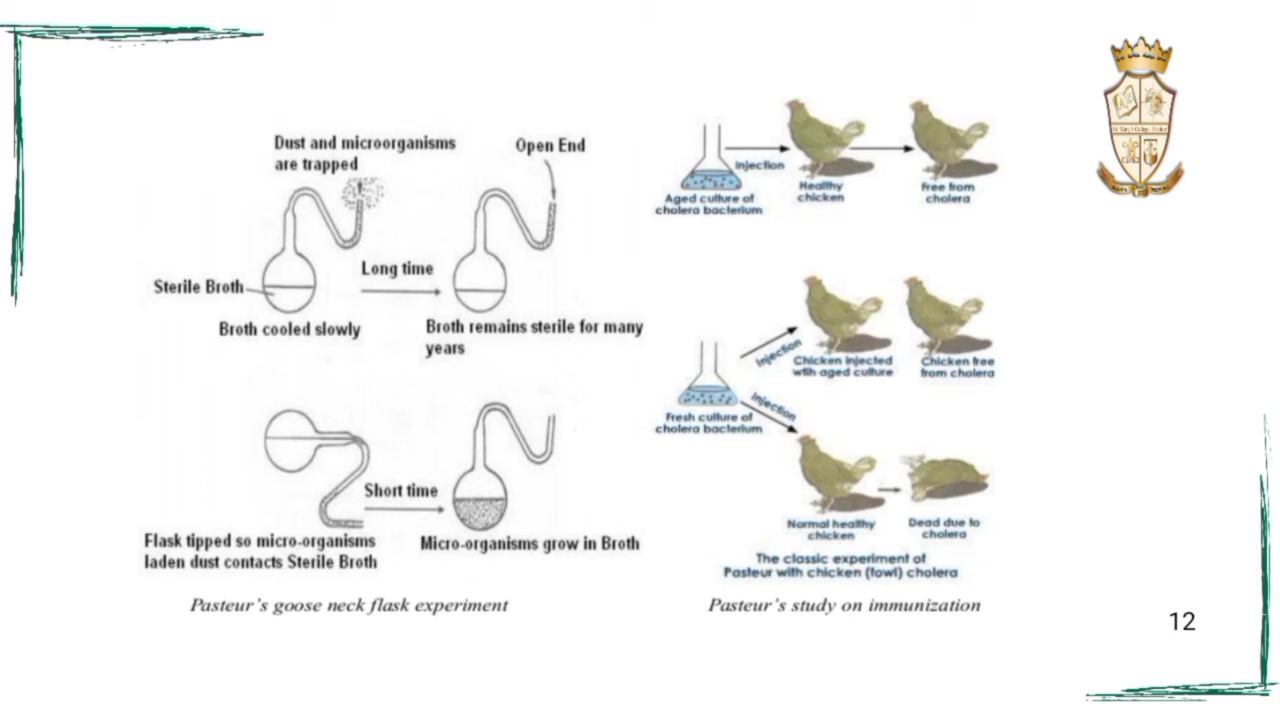 Dust and microorganisms
are trapped
Open End
Sterile Broth
Long time
Broth cooled slowly
Broth remains sterile for many
years
Short time
Flask tipped so micro-organisms
laden dust contacts Sterile Broth
Micro-organisms grow in Broth
Pasteur's goose neck flask experiment
Injection
Aged culture of
cholera bacterium
Healthy
chicken
Free from
cholera
Injection
Chicken injected
with aged culture
Chicken free
from cholera
Fresh culture of
cholera bacterium
Injection
Normal healthy
chicken
Dead due to
cholera
The classic experiment of
Pasteur with chicken (fowl) cholera
Pasteur's study on immunization
12